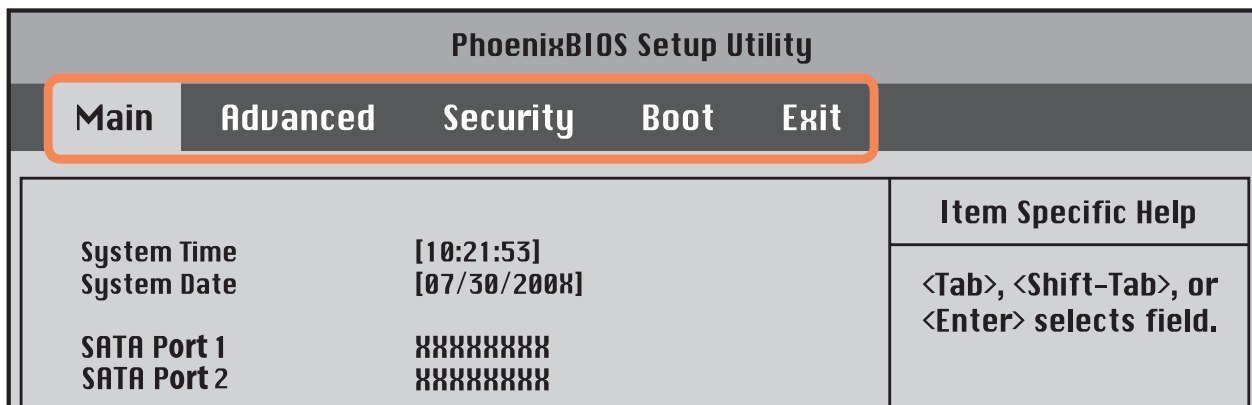 PhoenixBIOS Setup Utility
Main Advanced Security Boot Exit
Item Specific Help
System Time [10:21:53]
System Date [07/30/200X]
<Tab>, <Shift-Tab>, or
<Enter> selects field.
SATA Port 1 XXXXXXXX
SATA Port 2 XXXXXXXX